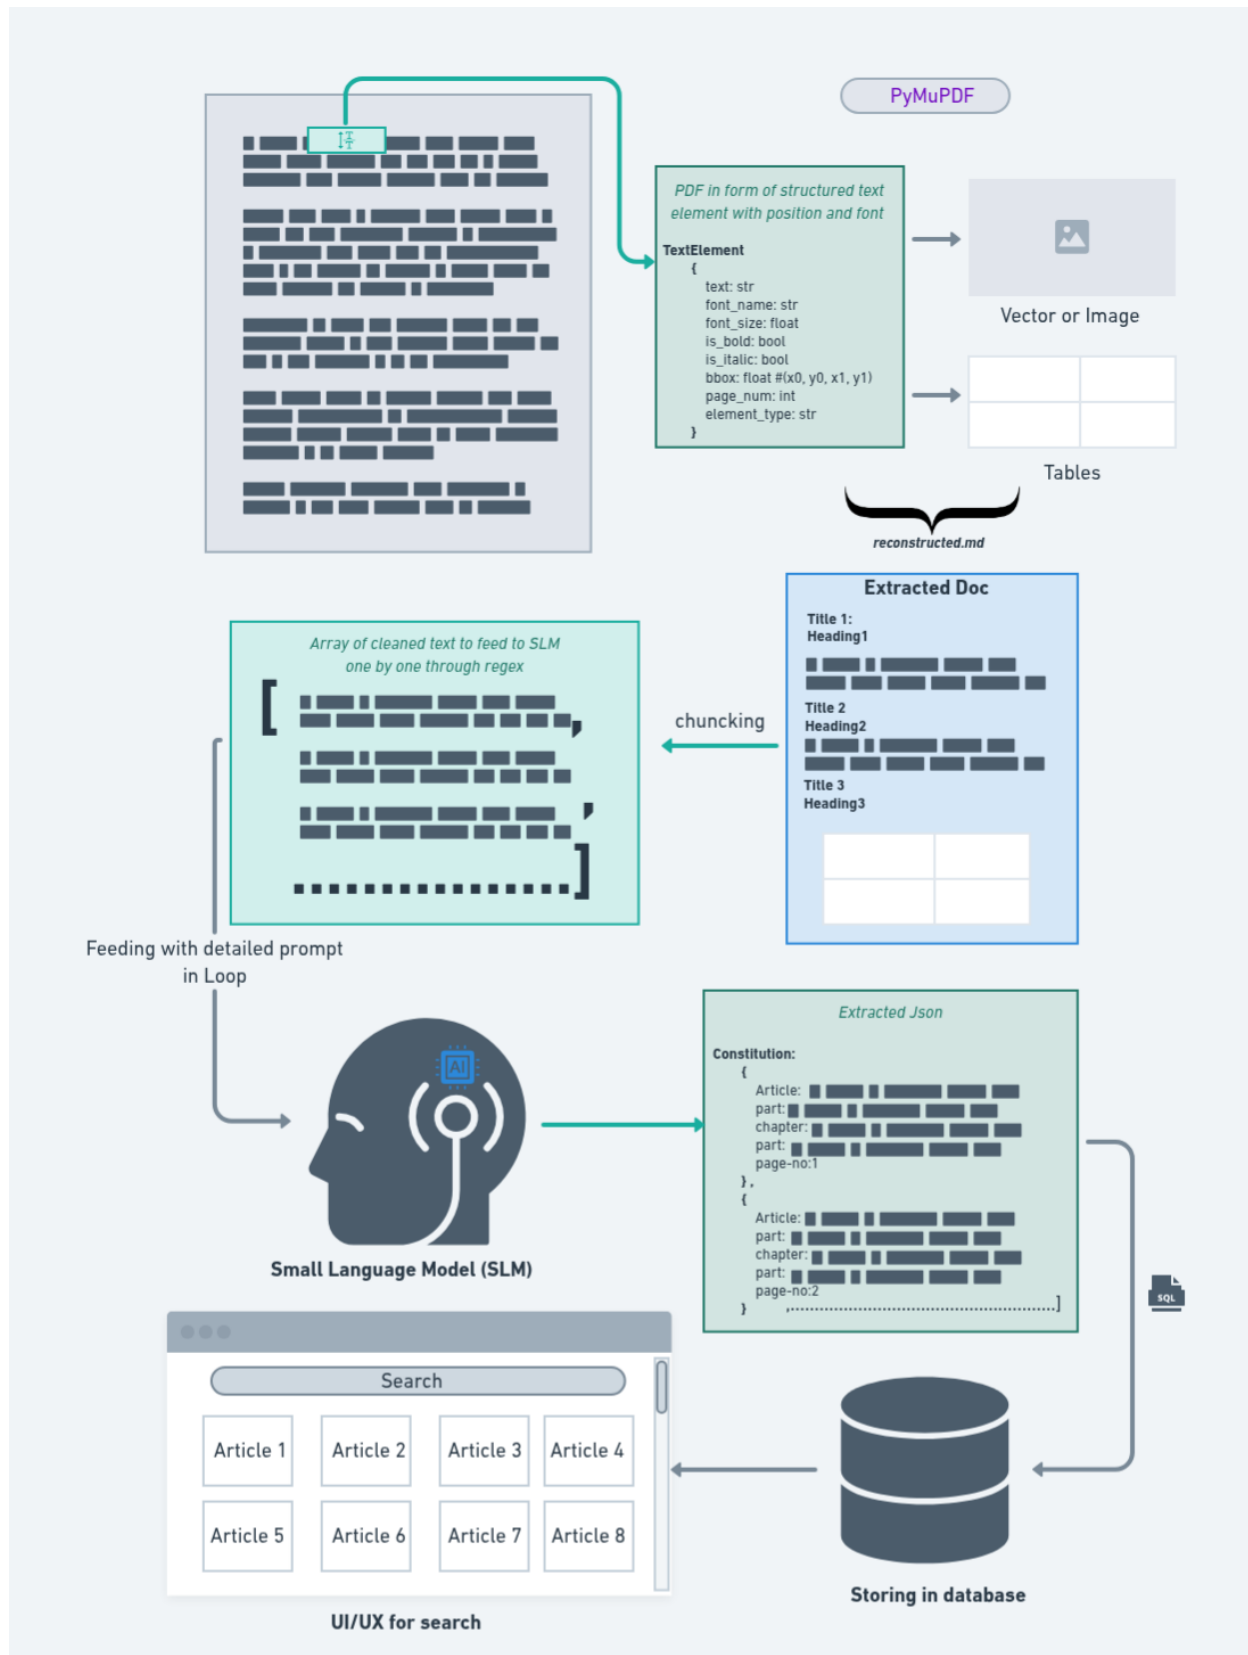 PyMuPDF
PDF in form of structured text
element with position and font
TextElement
{
text: str
font_name: str
font_size: float
is_bold: bool
is_italic: bool
bbox: float #(x0, y0, x1, y1)
page_num: int
element_type: str
}
Vector or Image
Tables
reconstructed.md
Extracted Doc
Title 1:
Heading1
Title 2
Heading2
Title 3
Heading3
chuncking
Array of cleaned text to feed to SLM
one by one through regex
[
,
,
]
Feeding with detailed prompt
in Loop
AI
Small Language Model (SLM)
Extracted Json
Constitution:
{
Article:
part:
chapter:
part:
page-no:1
} ,
{
Article:
part:
chapter:
part:
page-no:2
} ,......................................................]
SQL
Storing in database
Search
Article 1 Article 2 Article 3 Article 4
Article 5 Article 6 Article 7 Article 8
UI/UX for search